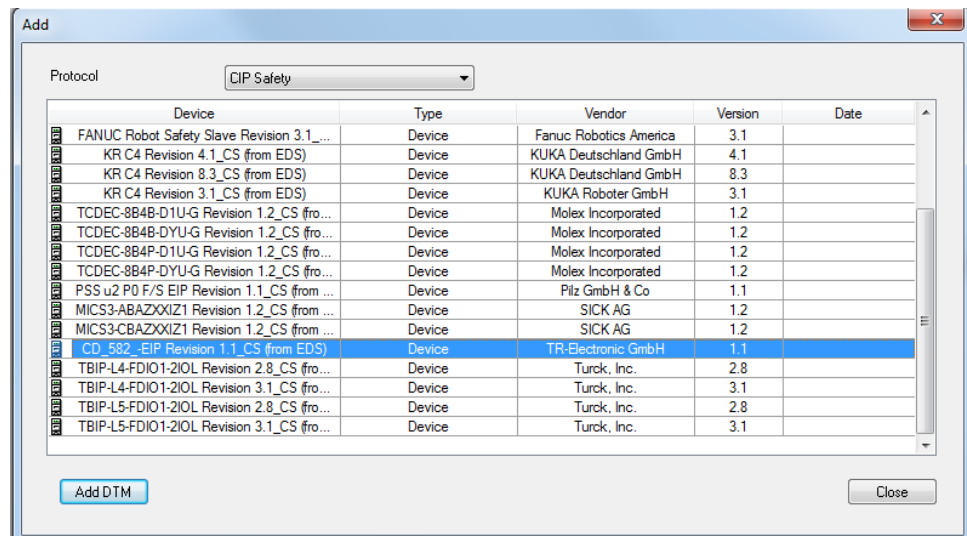 Add
Protocol CIP Safety
Device Type Vendor Version Date
FANUC Robot Safety Slave Revision 3.1_... Device Fanuc Robotics America 3.1
KR C4 Revision 4.1_CS (from EDS) Device KUKA Deutschland GmbH 4.1
KR C4 Revision 8.3_CS (from EDS) Device KUKA Deutschland GmbH 8.3
KR C4 Revision 3.1_CS (from EDS) Device KUKA Roboter GmbH 3.1
TCDEC-8B4B-D1U-G Revision 1.2_CS (fro... Device Molex Incorporated 1.2
TCDEC-8B4B-DYU-G Revision 1.2_CS (fro... Device Molex Incorporated 1.2
TCDEC-8B4P-D1U-G Revision 1.2_CS (fro... Device Molex Incorporated 1.2
TCDEC-8B4P-DYU-G Revision 1.2_CS (fro... Device Molex Incorporated 1.2
PSS u2 P0 F/S EIP Revision 1.1_CS (from ... Device Pilz GmbH & Co 1.1
MICS3-ABAZXXIZ1 Revision 1.2_CS (from ... Device SICK AG 1.2
MICS3-CBAZXXIZ1 Revision 1.2_CS (from ... Device SICK AG 1.2
CD_582_-EIP Revision 1.1_CS (from EDS) Device TR-Electronic GmbH 1.1
TBIP-L4-FDIO1-2IOL Revision 2.8_CS (fro... Device Turck, Inc. 2.8
TBIP-L4-FDIO1-2IOL Revision 3.1_CS (fro... Device Turck, Inc. 3.1
TBIP-L5-FDIO1-2IOL Revision 2.8_CS (fro... Device Turck, Inc. 2.8
TBIP-L5-FDIO1-2IOL Revision 3.1_CS (fro... Device Turck, Inc. 3.1
Add DTM Close